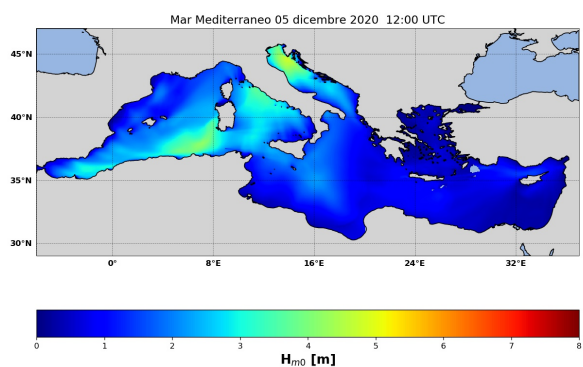 Mar Mediterraneo 05 dicembre 2020 12:00 UTC
45°N
40°N
35°N
30°N
0° 8°E 16°E 24°E 32°E
0 1 2 3 4 5 6 7 8
Hm0 [m]